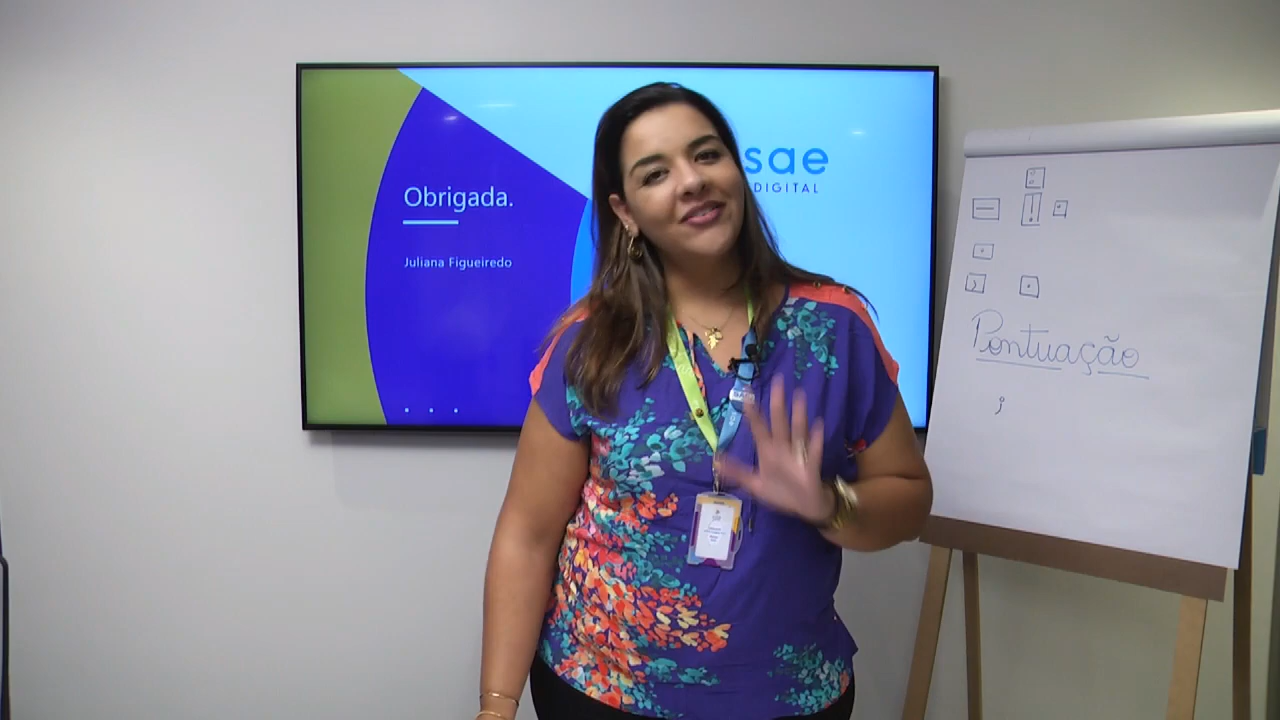 Obrigada.
Juliana Figueiredo
sae
DIGITAL
Pontuação
;